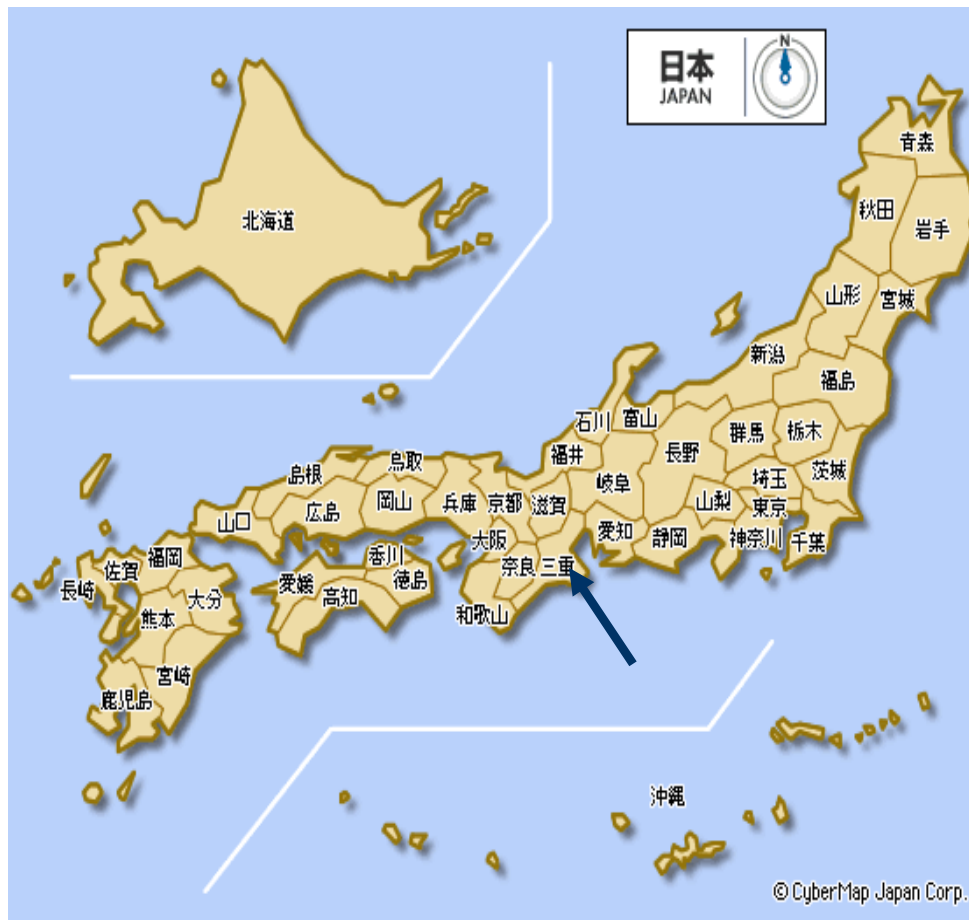 日本
JAPAN
N
北海道
青森
秋田
岩手
山形
宮城
新潟
福島
石川
富山
群馬
栃木
福井
長野
茨城
岐阜
埼玉
鳥取
島根
山梨
東京
岡山
兵庫
京都
滋賀
広島
山口
愛知
静岡
神奈川
千葉
大阪
香川
福岡
佐賀
奈良
三重
長崎
愛媛
徳島
高知
大分
熊本
和歌山
宮崎
鹿児島
沖縄
© CyberMap Japan Corp.